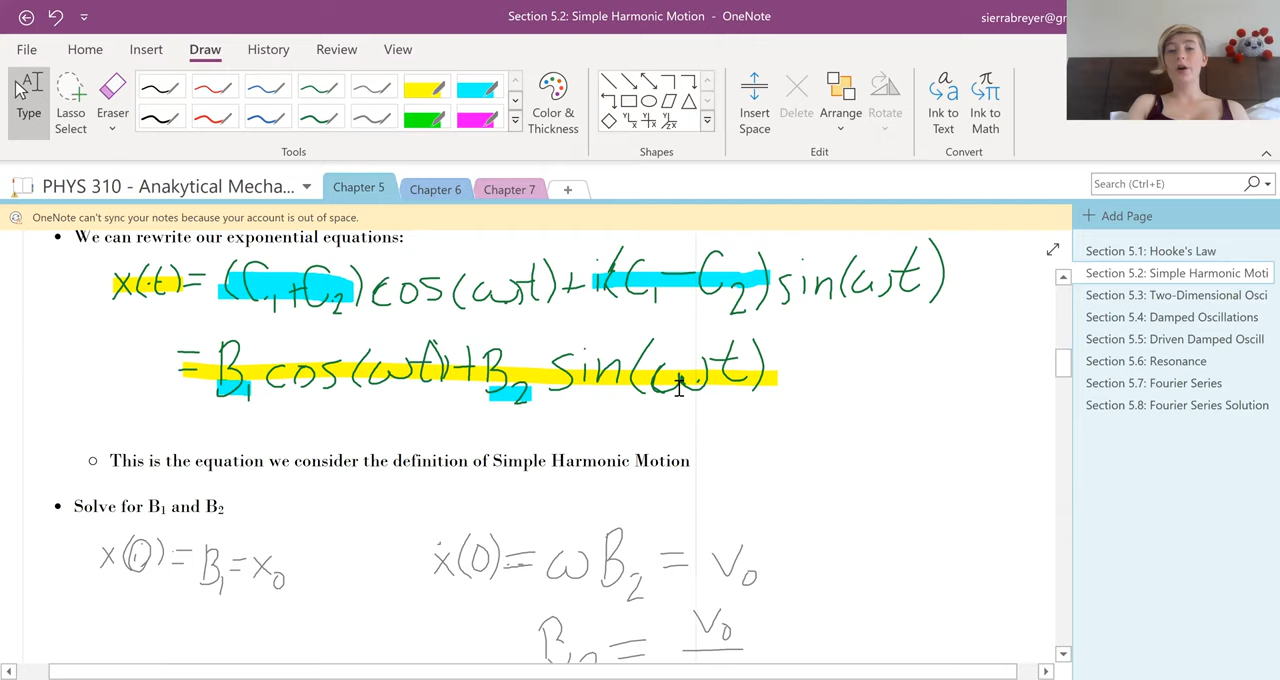 Section 5.2: Simple Harmonic Motion - OneNote
sierrabreyer@gr
File Home Insert Draw History Review View
Type
Lasso Select
Eraser
Color & Thickness
Insert Space
Delete
Arrange
Rotate
Ink to Text
Ink to Math
Tools
Shapes
Edit
Convert
PHYS 310 - Anakytical Mecha...
Chapter 5
Chapter 6
Chapter 7
Search (Ctrl+E)
OneNote can't sync your notes because your account is out of space.
Add Page
• We can rewrite our exponential equations:
x(t) = (C₁+C₂)cos(ωt)+i(C₁-C₂)sin(ωt)
= B₁ cos(ωt)+B₂ sin(ωt)
○ This is the equation we consider the definition of Simple Harmonic Motion
• Solve for B₁ and B₂
x(0) = B₁ = x₀
ẋ(0) = ωB₂ = v₀
B₂ = v₀
Section 5.1: Hooke's Law
Section 5.2: Simple Harmonic Moti
Section 5.3: Two-Dimensional Osci
Section 5.4: Damped Oscillations
Section 5.5: Driven Damped Oscill
Section 5.6: Resonance
Section 5.7: Fourier Series
Section 5.8: Fourier Series Solution